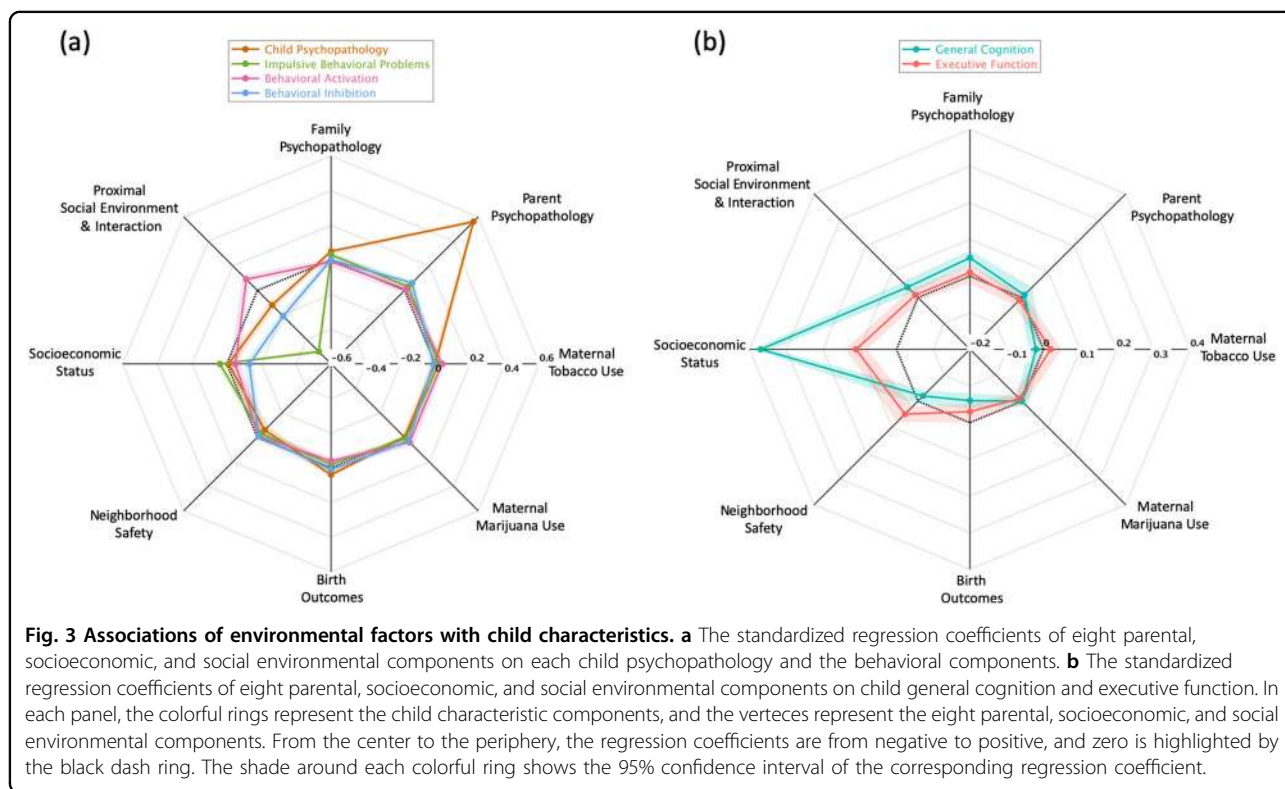 (a)
Child Psychopathology
Impulsive Behavioral Problems
Behavioral Activation
Behavioral Inhibition
Family
Psychopathology
Proximal
Social Environment
& Interaction
Parent
Psychopathology
Socioeconomic
Status
−0.6
−0.4
−0.2
0
0.2
0.4
0.6
Maternal
Tobacco Use
Neighborhood
Safety
Maternal
Marijuana Use
Birth
Outcomes
(b)
General Cognition
Executive Function
Family
Psychopathology
Proximal
Social Environment
& Interaction
Parent
Psychopathology
Socioeconomic
Status
−0.2
−0.1
0
0.1
0.2
0.3
0.4
Maternal
Tobacco Use
Neighborhood
Safety
Maternal
Marijuana Use
Birth
Outcomes
Fig. 3 Associations of environmental factors with child characteristics. a The standardized regression coefficients of eight parental,
socioeconomic, and social environmental components on each child psychopathology and the behavioral components. b The standardized
regression coefficients of eight parental, socioeconomic, and social environmental components on child general cognition and executive function. In
each panel, the colorful rings represent the child characteristic components, and the verteces represent the eight parental, socioeconomic, and social
environmental components. From the center to the periphery, the regression coefficients are from negative to positive, and zero is highlighted by
the black dash ring. The shade around each colorful ring shows the 95% confidence interval of the corresponding regression coefficient.